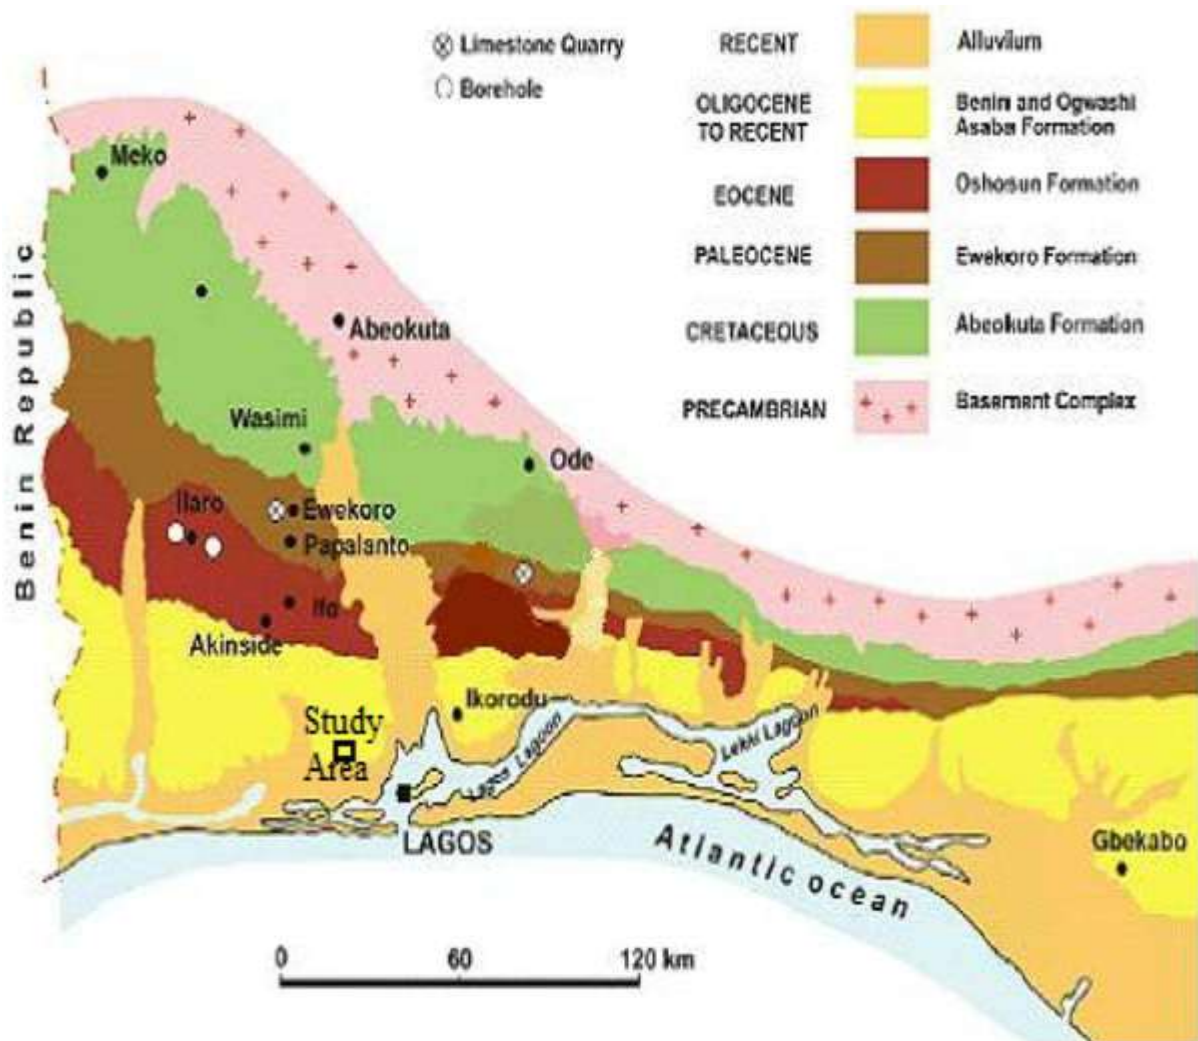 Limestone Quarry
Borehole
RECENT
Alluvium
OLIGOCENE
TO RECENT
Benin and Ogwashi
Asaba Formation
EOCENE
Oshosun Formation
PALEOCENE
Ewekoro Formation
CRETACEOUS
Abeokuta Formation
PRECAMBRIAN
Basement Complex
Meko
Benin Republic
Abeokuta
Wasimi
Ode
Ilaro
Ewekoro
Papalanto
Ifo
Akinside
Ikorodu
Study
Area
Lagos Lagoon
Lekki Lagoon
LAGOS
Atlantic ocean
Gbekabo
0 60 120 km